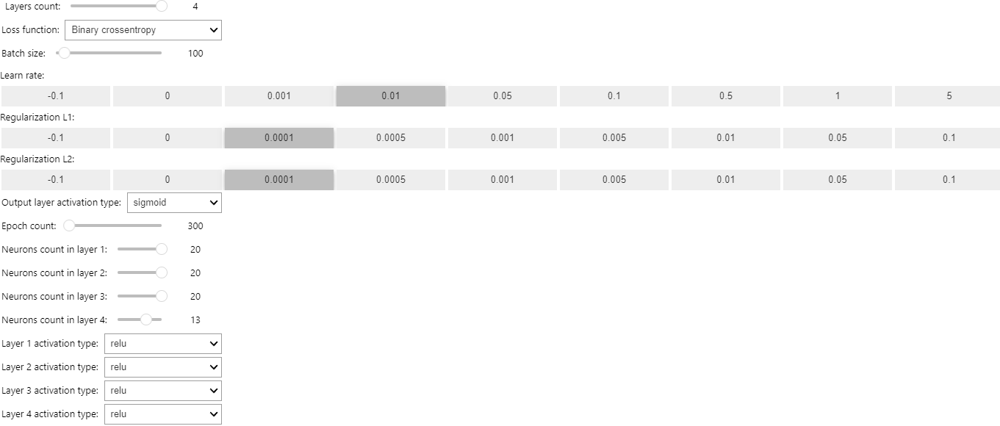 Layers count: 4
Loss function: Binary crossentropy
Batch size: 100
Learn rate:
-0.1 0 0.001 0.01 0.05 0.1 0.5 1 5
Regularization L1:
-0.1 0 0.0001 0.0005 0.001 0.005 0.01 0.05 0.1
Regularization L2:
-0.1 0 0.0001 0.0005 0.001 0.005 0.01 0.05 0.1
Output layer activation type: sigmoid
Epoch count: 300
Neurons count in layer 1: 20
Neurons count in layer 2: 20
Neurons count in layer 3: 20
Neurons count in layer 4: 13
Layer 1 activation type: relu
Layer 2 activation type: relu
Layer 3 activation type: relu
Layer 4 activation type: relu